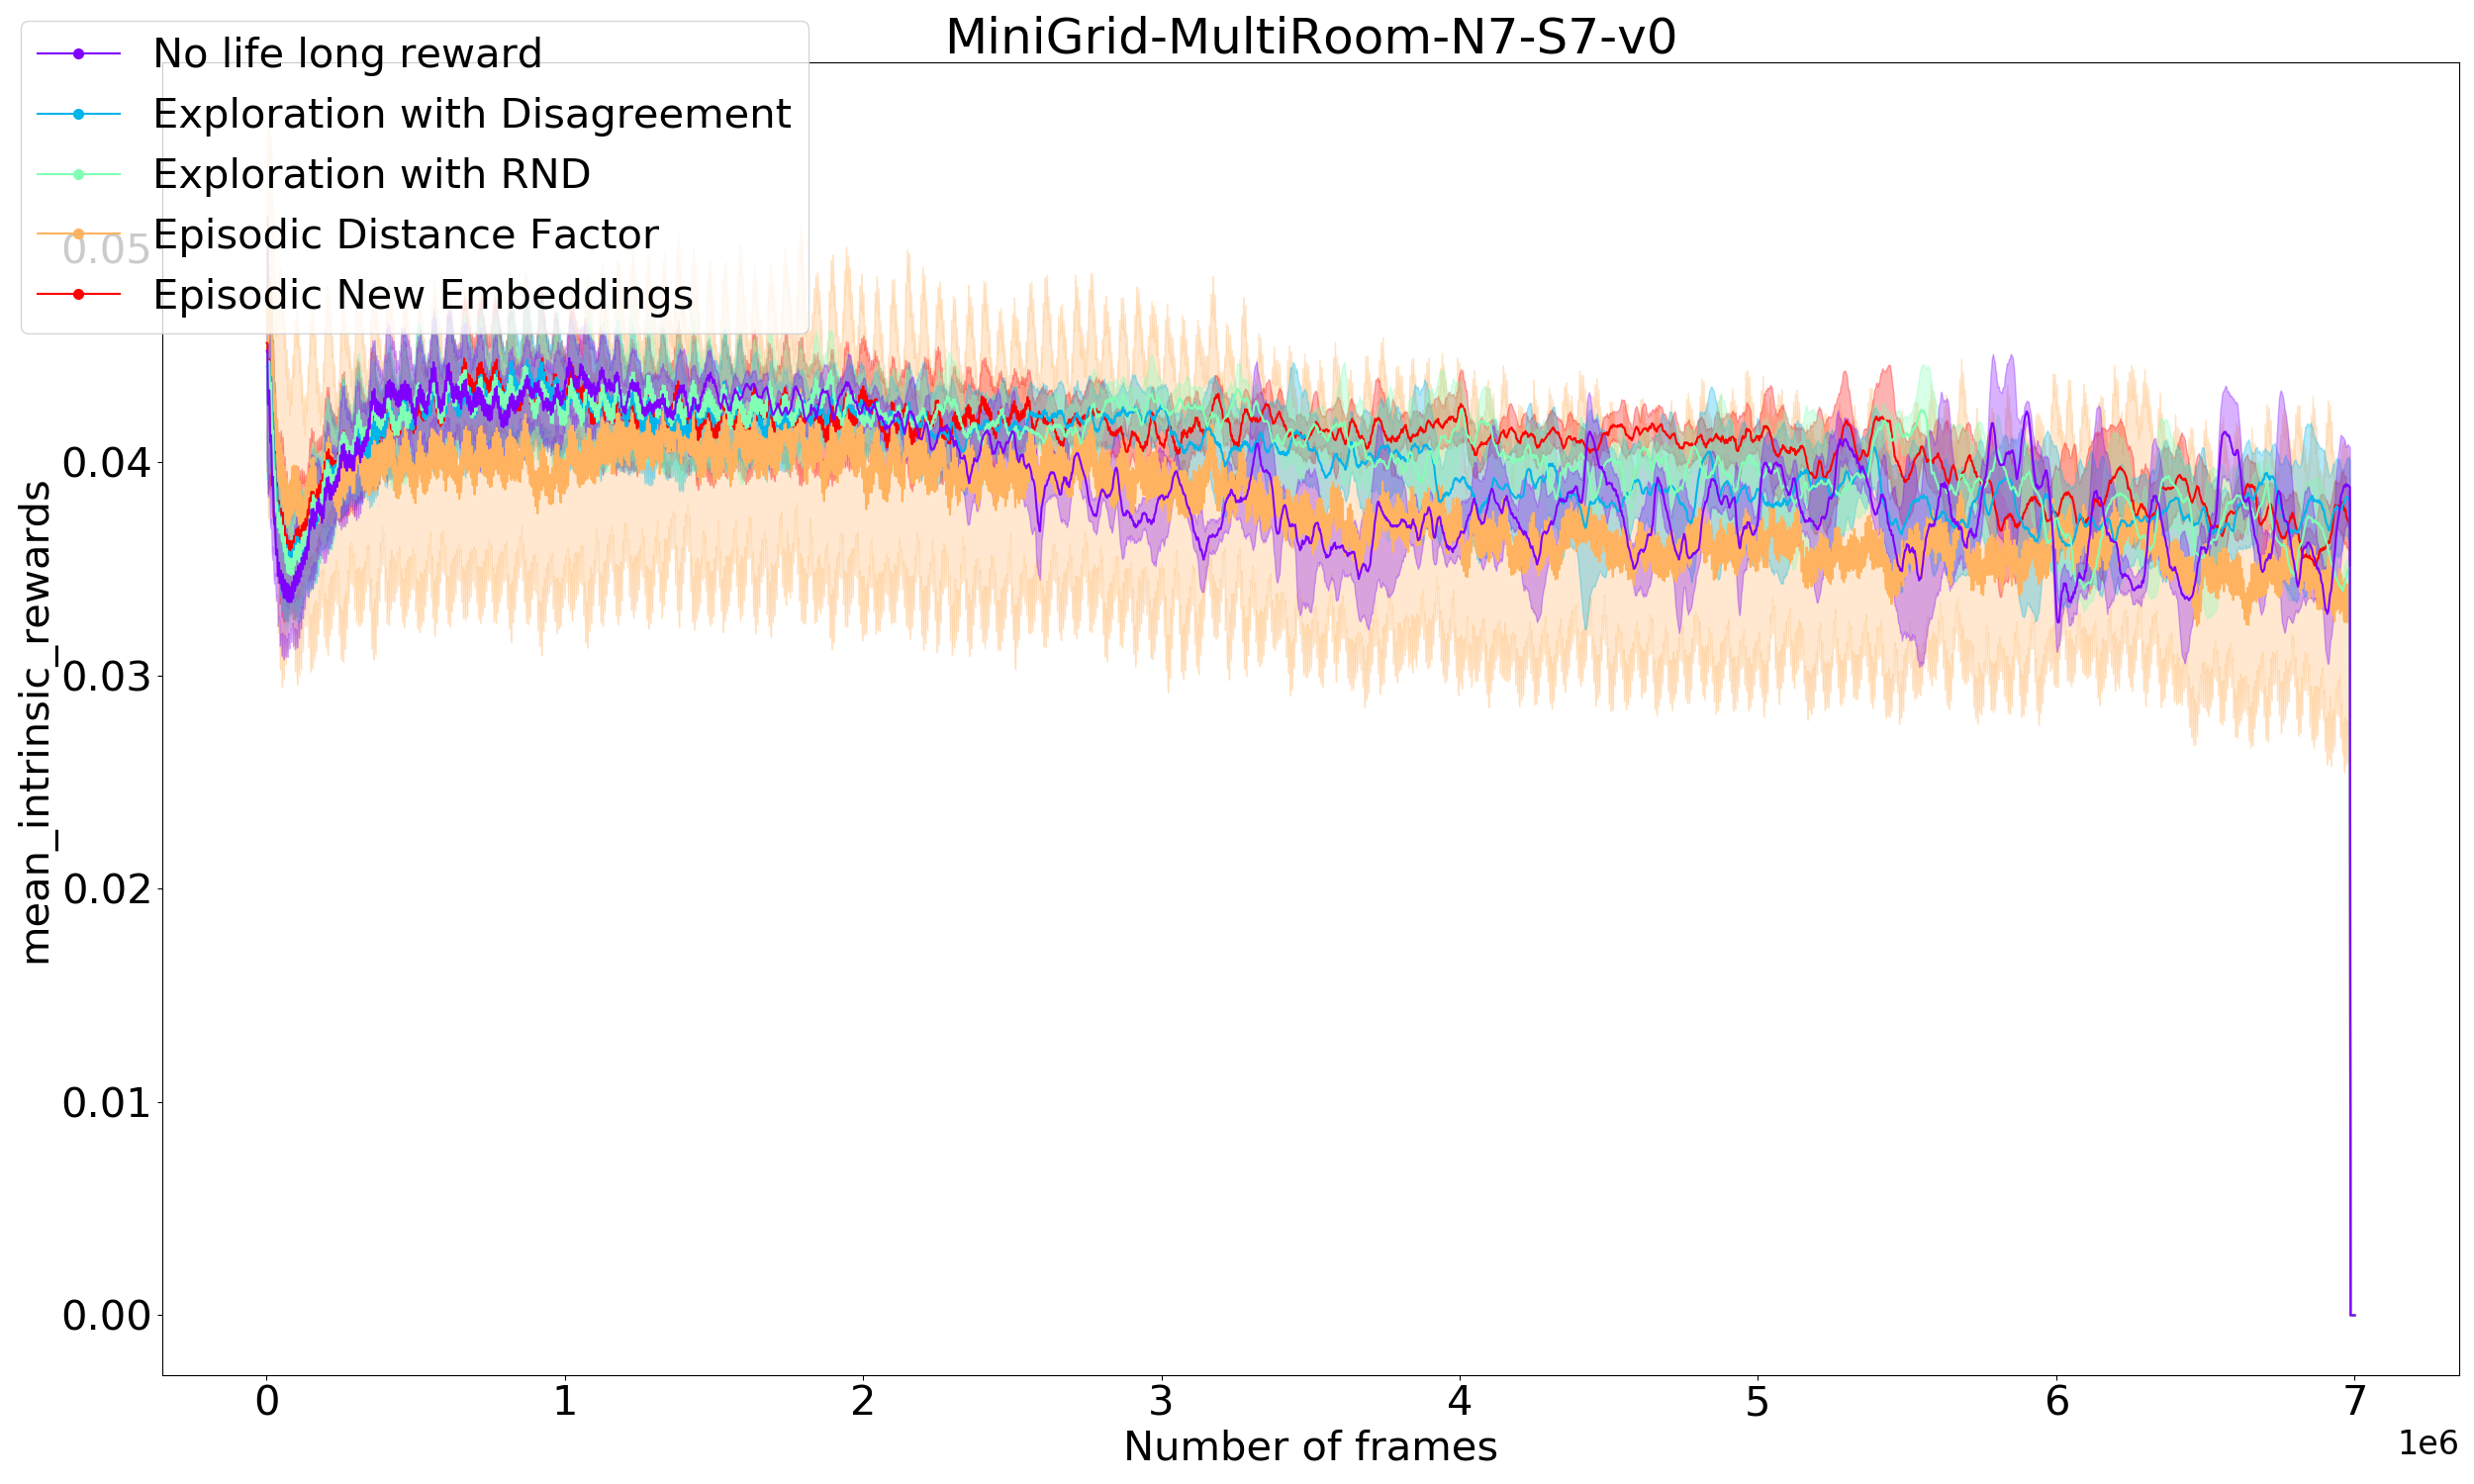 MiniGrid-MultiRoom-N7-S7-v0
No life long reward
Exploration with Disagreement
Exploration with RND
Episodic Distance Factor
Episodic New Embeddings
mean_intrinsic_rewards
0.05
0.04
0.03
0.02
0.01
0.00
0 1 2 3 4 5 6 7
1e6
Number of frames